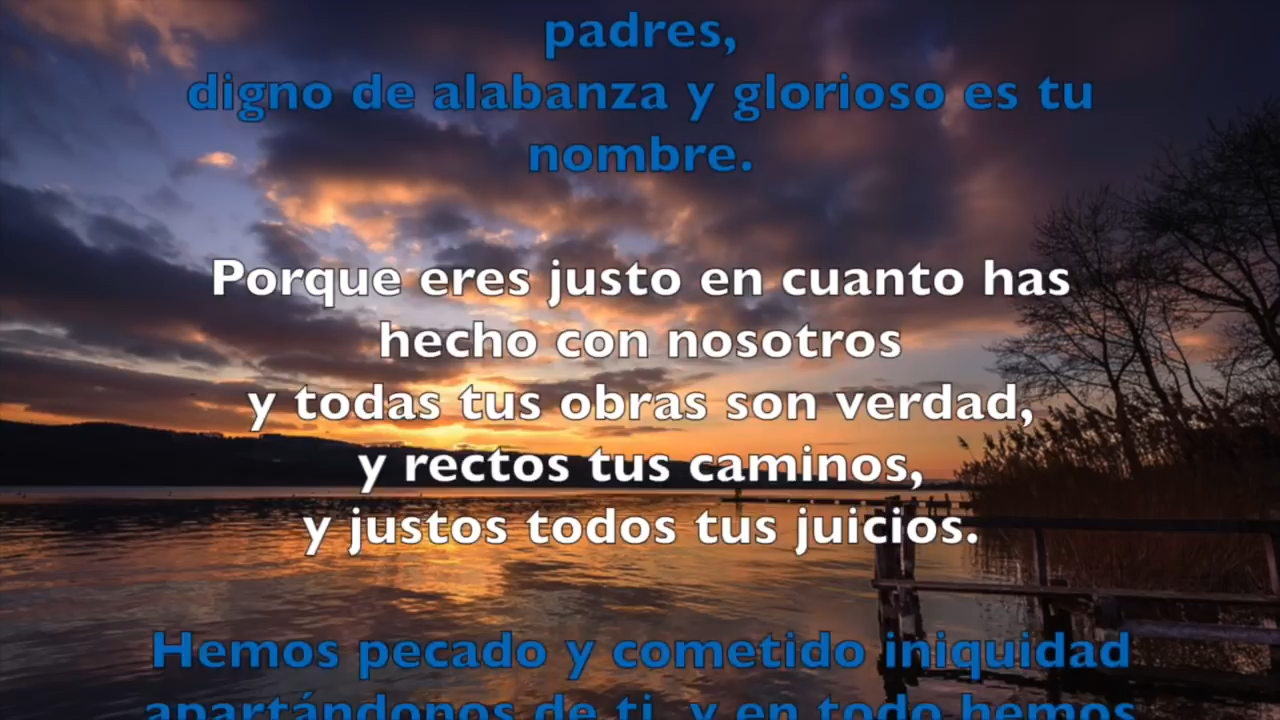 padres,
digno de alabanza y glorioso es tu
nombre.
Porque eres justo en cuanto has
hecho con nosotros
y todas tus obras son verdad,
y rectos tus caminos,
y justos todos tus juicios.
Hemos pecado y cometido iniquidad
apartándonos de ti, y en todo hemos